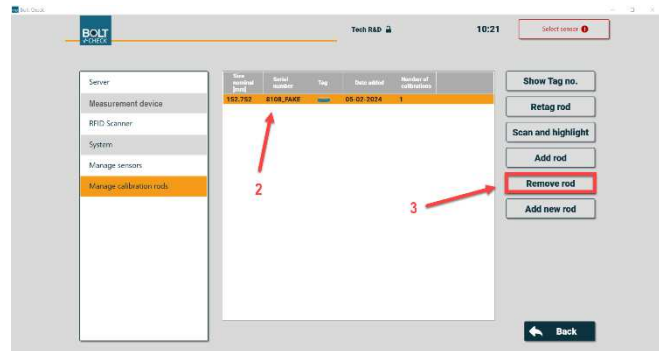 Bolt Check
BOLT
CHECK
Tech R&D
10:21
Select sensor
Server
Measurement device
RFID Scanner
System
Manage sensors
Manage calibration rods
Size nominal [mm] Serial number Tag Date added Number of calibrations
152.752 8108_FAKE 05-02-2024 1
2
3
Show Tag no.
Retag rod
Scan and highlight
Add rod
Remove rod
Add new rod
Back